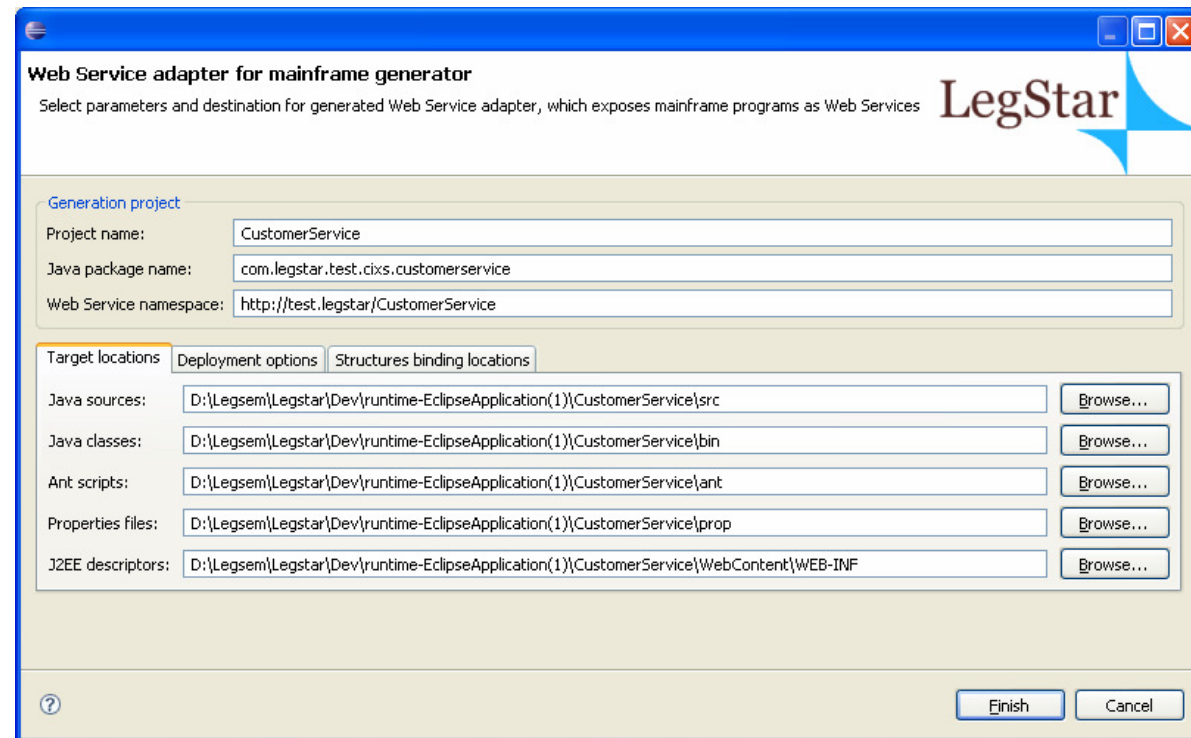 Web Service adapter for mainframe generator
Select parameters and destination for generated Web Service adapter, which exposes mainframe programs as Web Services
LegStar
Generation project
Project name: CustomerService
Java package name: com.legstar.test.cixs.customerservice
Web Service namespace: http://test.legstar/CustomerService
Target locations Deployment options Structures binding locations
Java sources: D:\Legsem\Legstar\Dev\runtime-EclipseApplication(1)\CustomerService\src Browse...
Java classes: D:\Legsem\Legstar\Dev\runtime-EclipseApplication(1)\CustomerService\bin Browse...
Ant scripts: D:\Legsem\Legstar\Dev\runtime-EclipseApplication(1)\CustomerService\ant Browse...
Properties files: D:\Legsem\Legstar\Dev\runtime-EclipseApplication(1)\CustomerService\prop Browse...
J2EE descriptors: D:\Legsem\Legstar\Dev\runtime-EclipseApplication(1)\CustomerService\WebContent\WEB-INF Browse...
? Finish Cancel